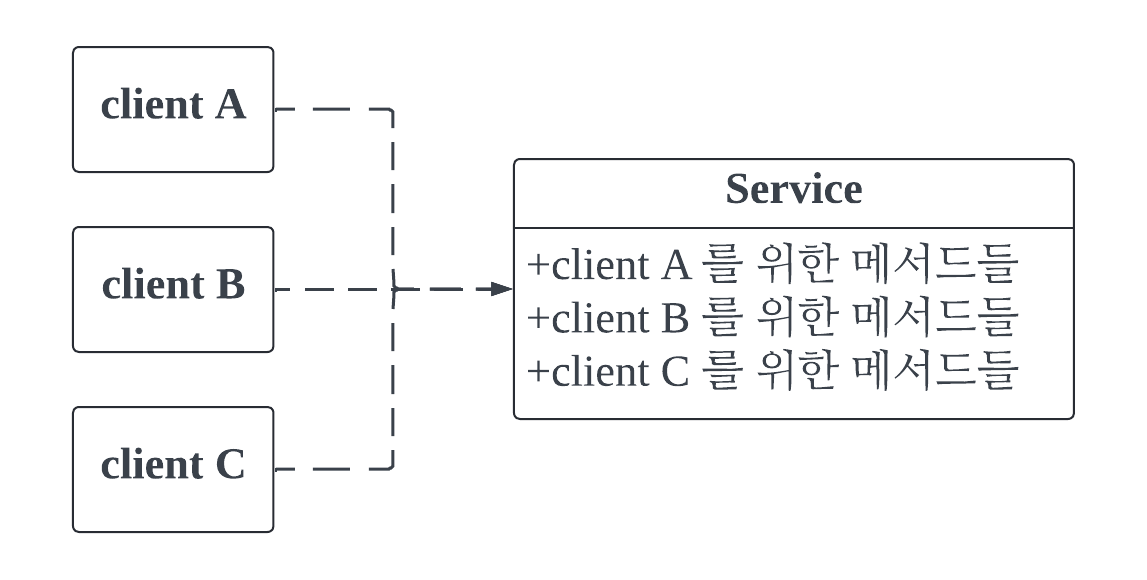 client A
client B
client C
Service
+client A 를 위한 메서드들
+client B 를 위한 메서드들
+client C 를 위한 메서드들